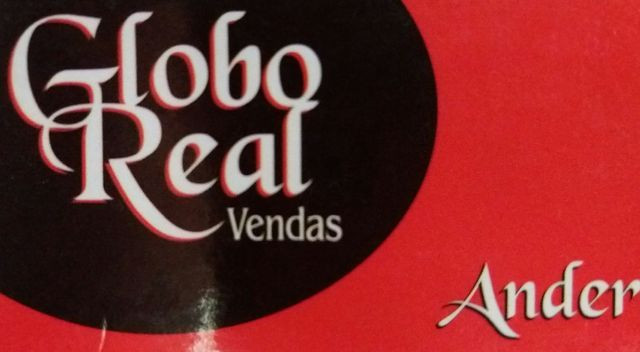 Globo
Real
Vendas
Ander